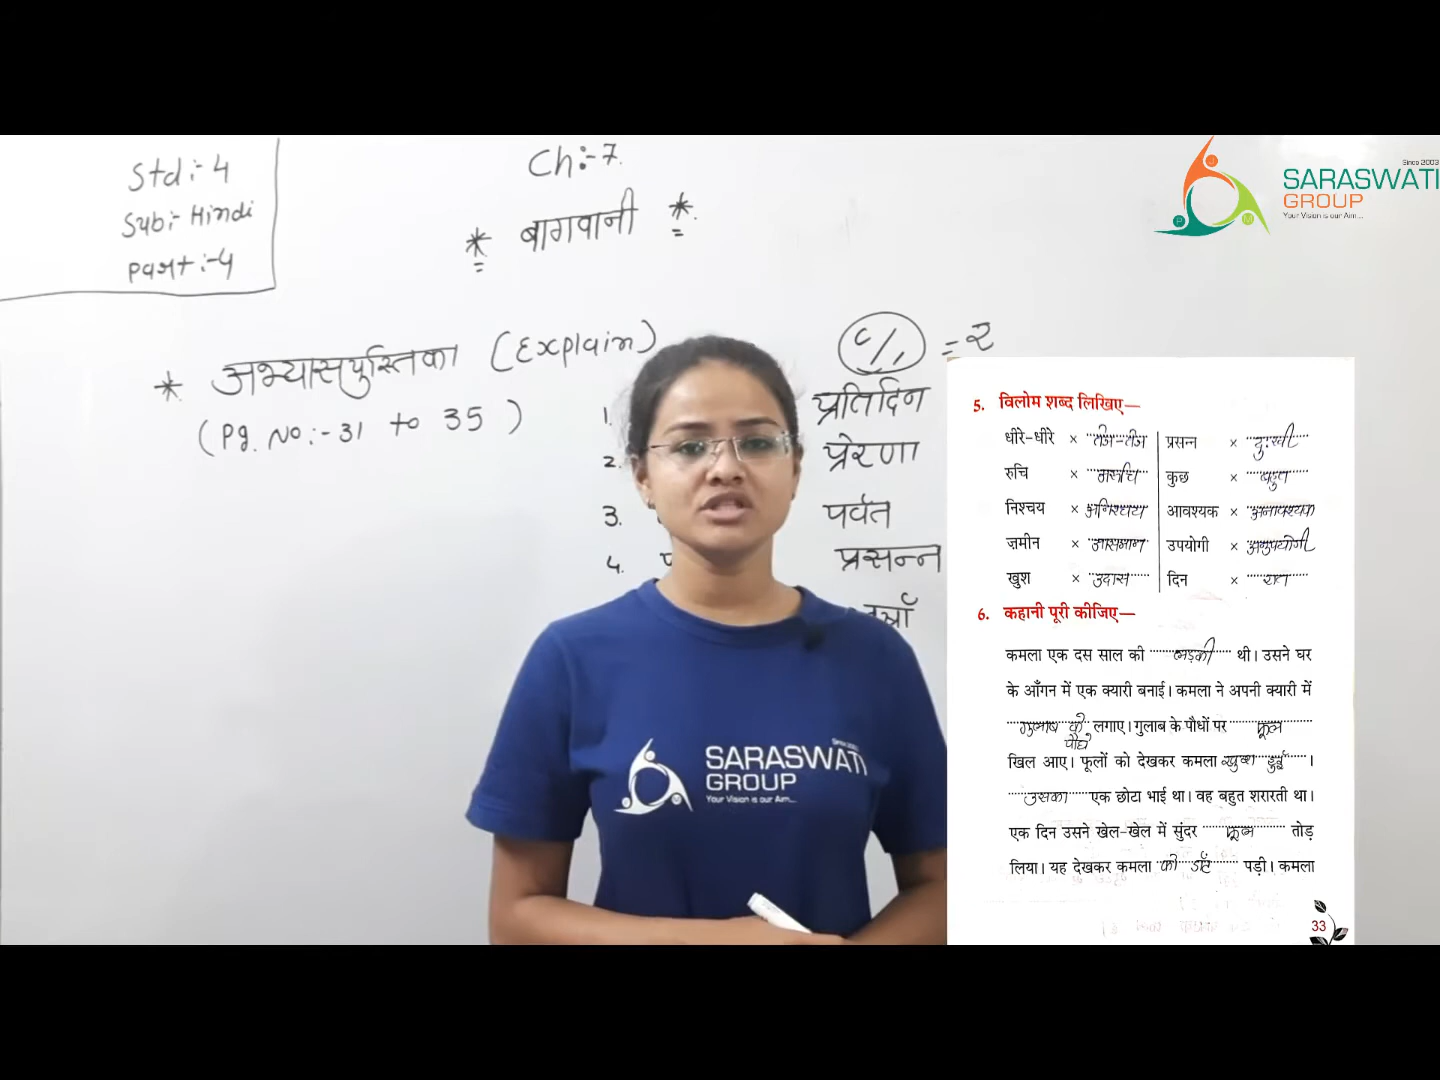 Std:-4
Sub:- Hindi
Part:-4
Ch:-7.
* बागवानी *
* अभ्यासपुस्तिका (Explain)
(Pg. No:- 31 to 35)
= २
1. प्रतिदिन
2. प्रेरणा
3. पर्वत
4. प्रसन्न
Since 2003
SARASWATI
GROUP
Your Vision is our Aim...
J
P M
SARASWATI
GROUP
Your Vision is our Aim...
5. विलोम शब्द लिखिए—
धीरे-धीरे × तेज-तेज प्रसन्न × दुःखी
रुचि × अरुचि कुछ × बहुत
निश्चय × अनिश्चय आवश्यक × अनावश्यक
ज़मीन × आसमान उपयोगी × अनुपयोगी
खुश × उदास दिन × रात
6. कहानी पूरी कीजिए—
कमला एक दस साल की लड़की थी। उसने घर
के आँगन में एक क्यारी बनाई। कमला ने अपनी क्यारी में
गुलाब के पौधे लगाए। गुलाब के पौधों पर फूल
खिल आए। फूलों को देखकर कमला खुश हुई।
उसका एक छोटा भाई था। वह बहुत शरारती था।
एक दिन उसने खेल-खेल में सुंदर फूल तोड़
लिया। यह देखकर कमला को डाँट पड़ी। कमला
33